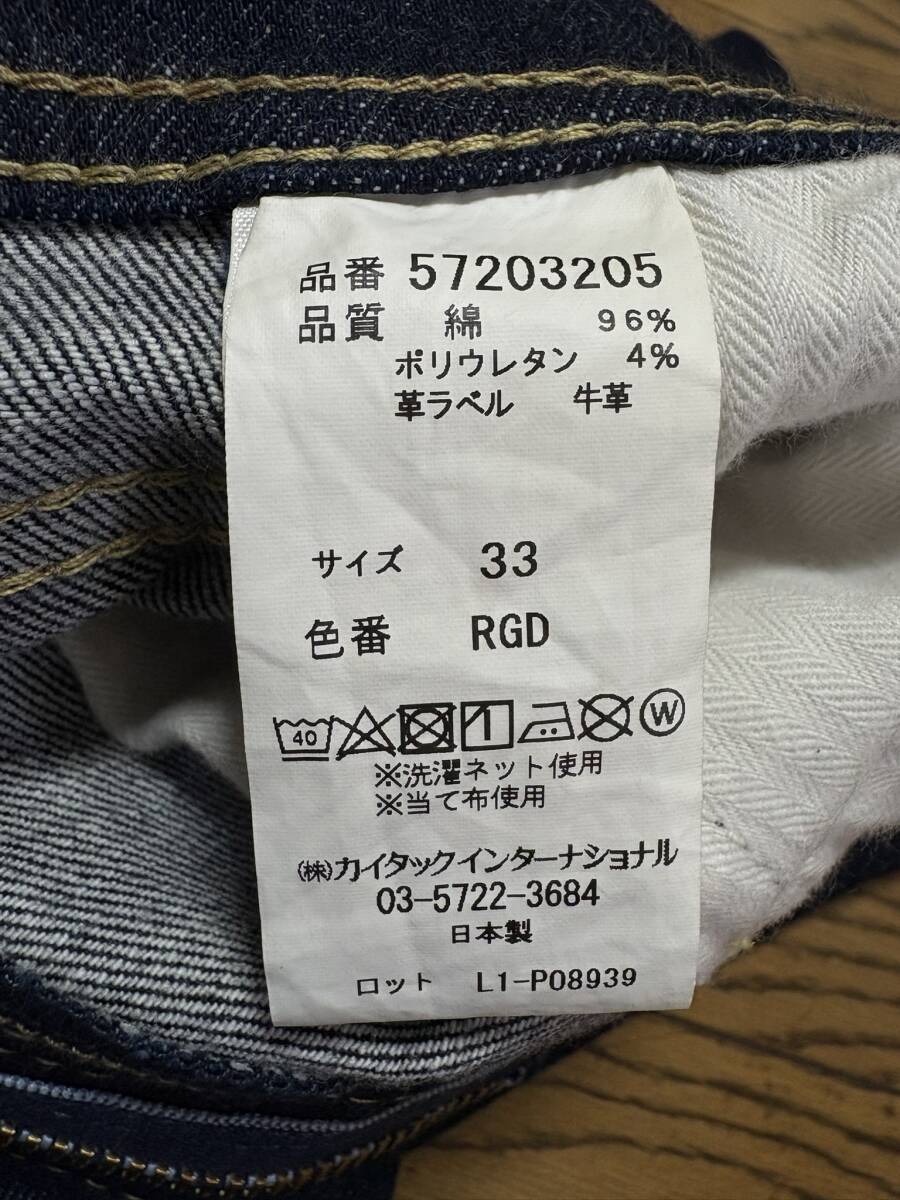 品番 57203205
品質 綿 96%
ポリウレタン 4%
革ラベル 牛革
サイズ 33
色番 RGD
40 W
※洗濯ネット使用
※当て布使用
㈱カイタックインターナショナル
03-5722-3684
日本製
ロット L1-P08939